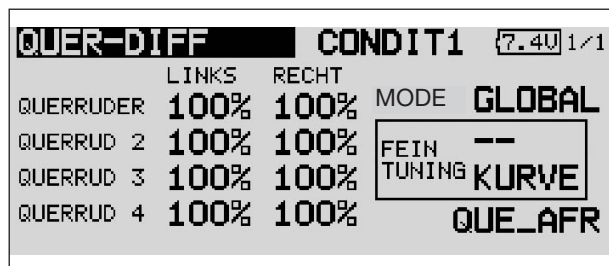 QUER-DIFF CONDIT1 7.4V 1/1
LINKS RECHT
QUERRUDER 100% 100% MODE GLOBAL
QUERRUD 2 100% 100% FEIN --
QUERRUD 3 100% 100% TUNING KURVE
QUERRUD 4 100% 100% QUE_AFR